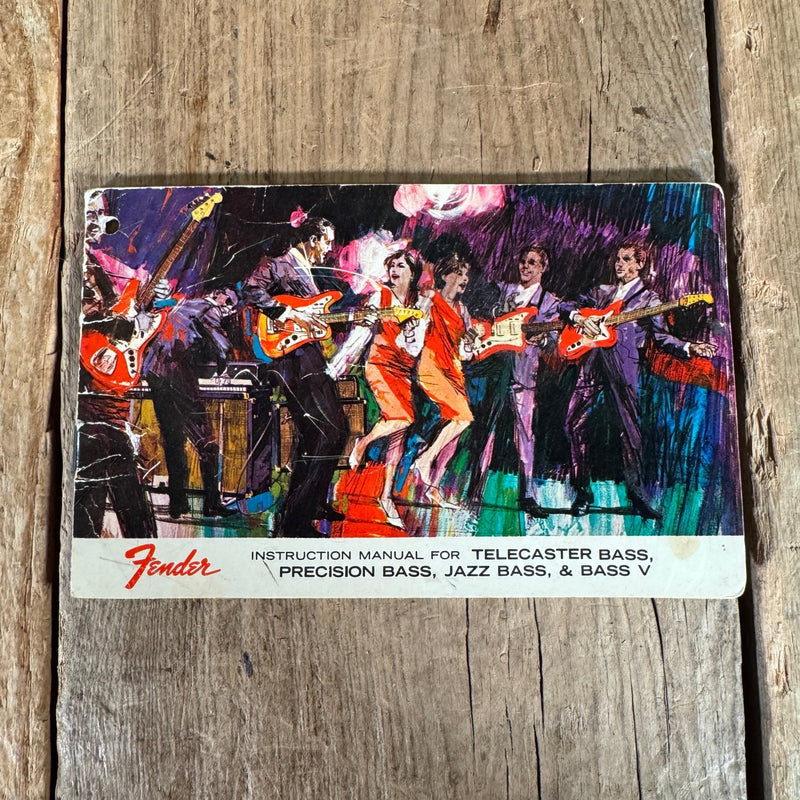 Fender
INSTRUCTION MANUAL FOR TELECASTER BASS,
PRECISION BASS, JAZZ BASS, & BASS V